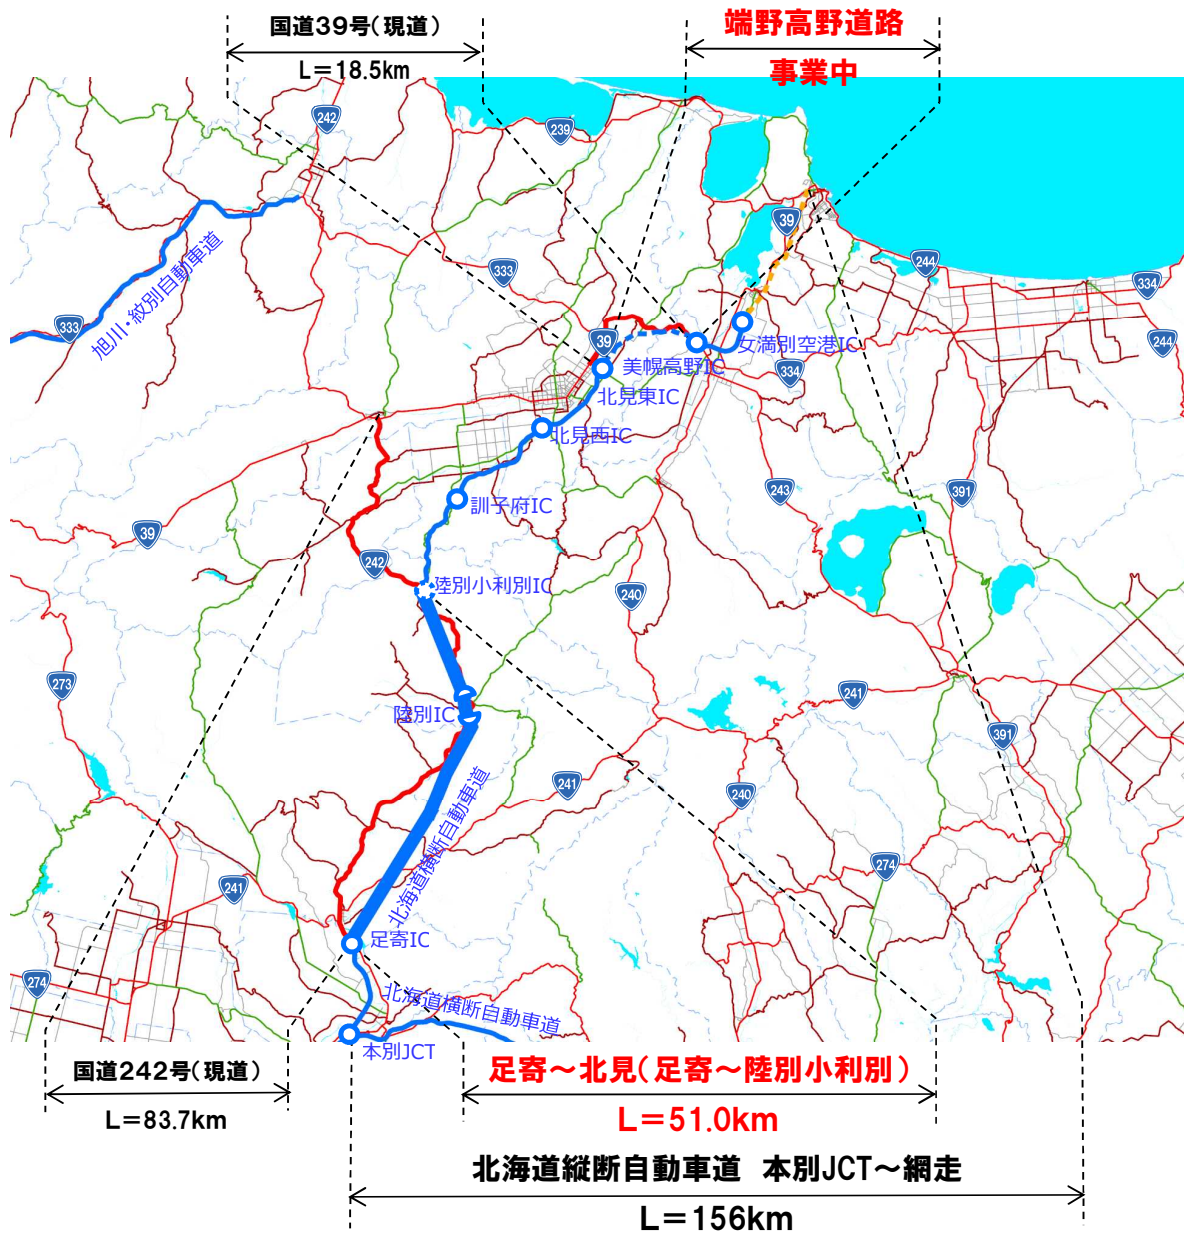 国道39号(現道)
L=18.5km
端野高野道路
事業中
242
239
39
333
244
334
333
旭川・紋別自動車道
39
女満別空港IC
244
美幌高野IC
334
北見東IC
北見西IC
243
391
訓子府IC
39
242
陸別小利別IC
240
273
241
陸別IC
391
241
240
北海道横断自動車道
274
241
足寄IC
274
北海道横断自動車道
本別JCT
国道242号(現道)
L=83.7km
足寄～北見(足寄～陸別小利別)
L=51.0km
北海道縦断自動車道 本別JCT～網走
L=156km